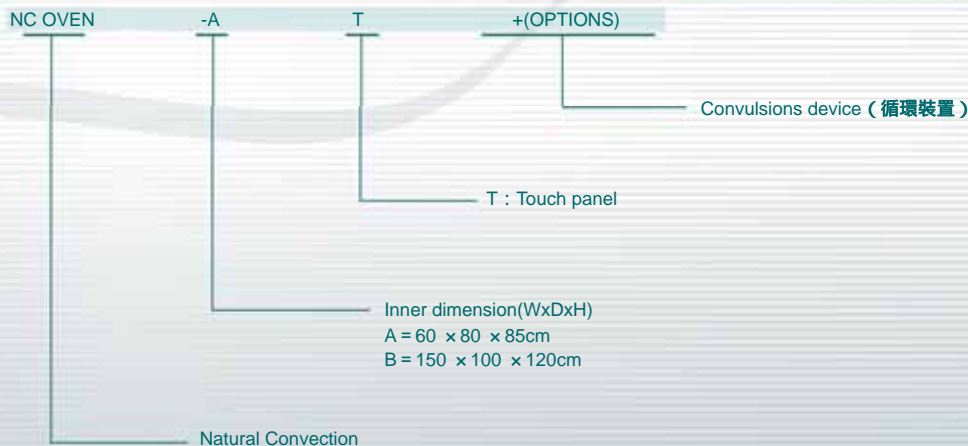 NC OVEN -A T +(OPTIONS)
Convulsions device（循環裝置）
T：Touch panel
Inner dimension(WxDxH)
A = 60 ×80 ×85cm
B = 150 ×100 ×120cm
Natural Convection